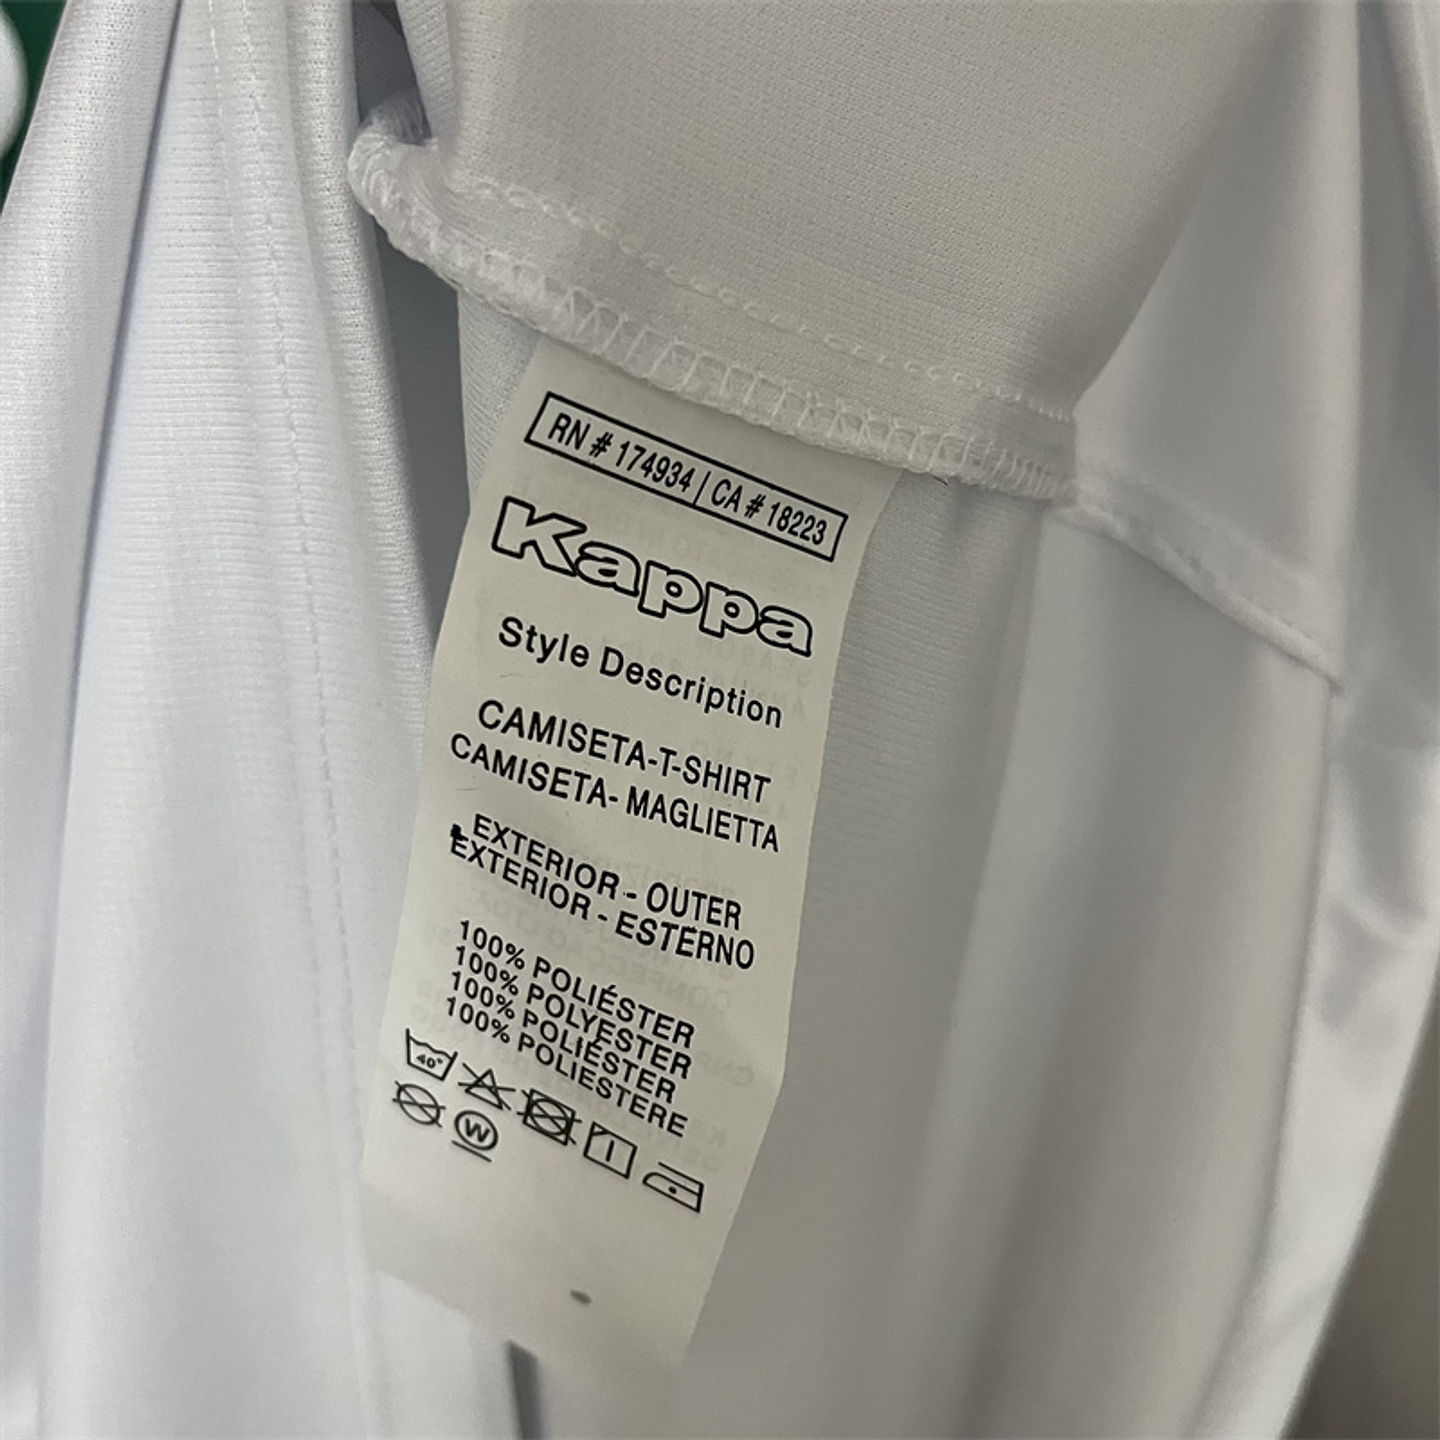 RN # 174934 | CA # 18223
Kappa
Style Description
CAMISETA-T-SHIRT
CAMISETA- MAGLIETTA
EXTERIOR - OUTER
EXTERIOR - ESTERNO
100% POLIÉSTER
100% POLYESTER
100% POLIÉSTER
100% POLIESTERE
40°
W